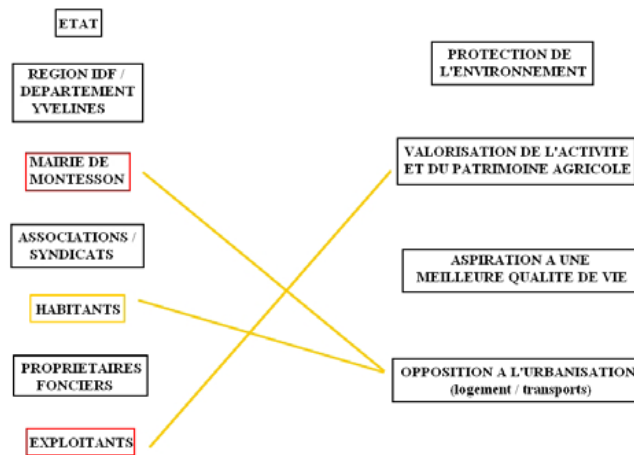 ETAT
REGION IDF /
DEPARTEMENT
YVELINES
MAIRIE DE
MONTESSON
ASSOCIATIONS /
SYNDICATS
HABITANTS
PROPRIETAIRES
FONCIERS
EXPLOITANTS
PROTECTION DE
L'ENVIRONNEMENT
VALORISATION DE L'ACTIVITE
ET DU PATRIMOINE AGRICOLE
ASPIRATION A UNE
MEILLEURE QUALITE DE VIE
OPPOSITION A L'URBANISATION
(logement / transports)